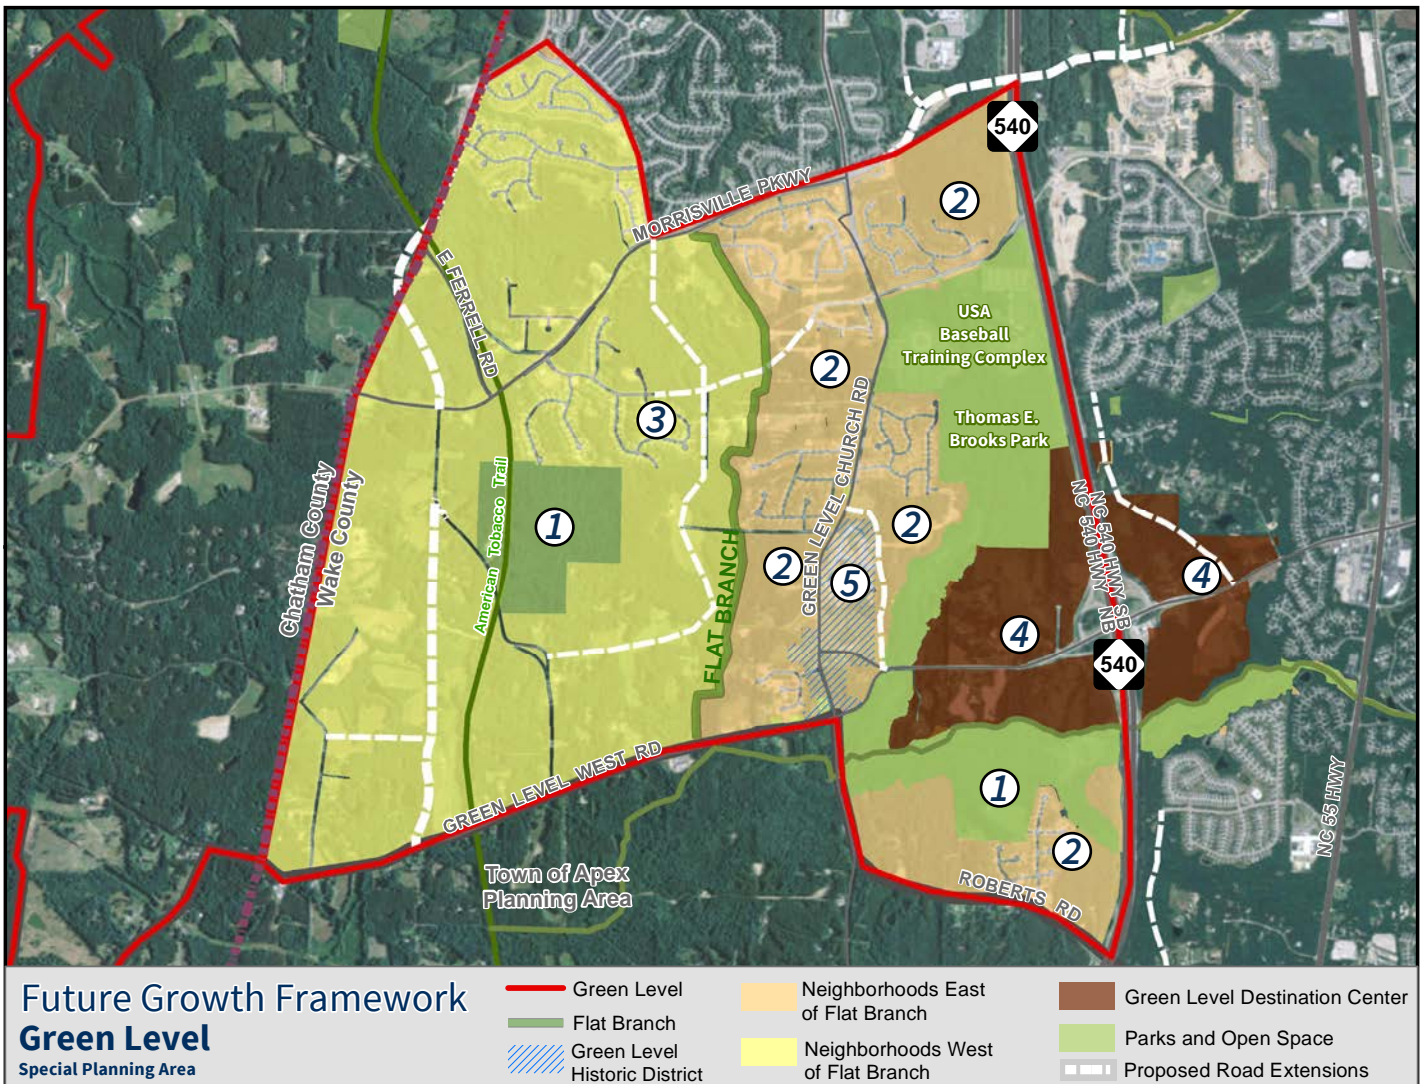 540
MORRISVILLE PKWY
2
E FERRELL RD
USA
Baseball
Training Complex
2
3
Thomas E.
Brooks Park
GREEN LEVEL CHURCH RD
American Tobacco Trail
Chatham County
Wake County
1
2
NC 540 HWY SB
NC 540 HWY NB
FLAT BRANCH
2
5
4
4
540
GREEN LEVEL WEST RD
1
NC 55 HWY
2
Town of Apex
Planning Area
ROBERTS RD
Future Growth Framework
Green Level
Special Planning Area
Green Level
Flat Branch
Green Level
Historic District
Neighborhoods East
of Flat Branch
Neighborhoods West
of Flat Branch
Green Level Destination Center
Parks and Open Space
Proposed Road Extensions